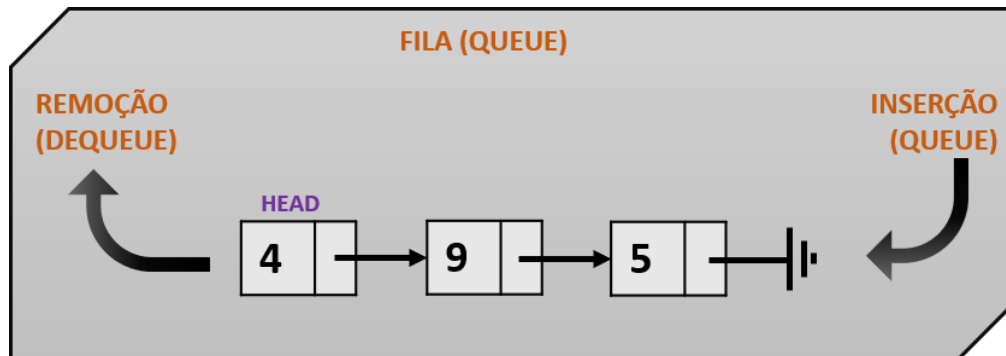 FILA (QUEUE)
REMOÇÃO
(DEQUEUE)
INSERÇÃO
(QUEUE)
HEAD
4
9
5